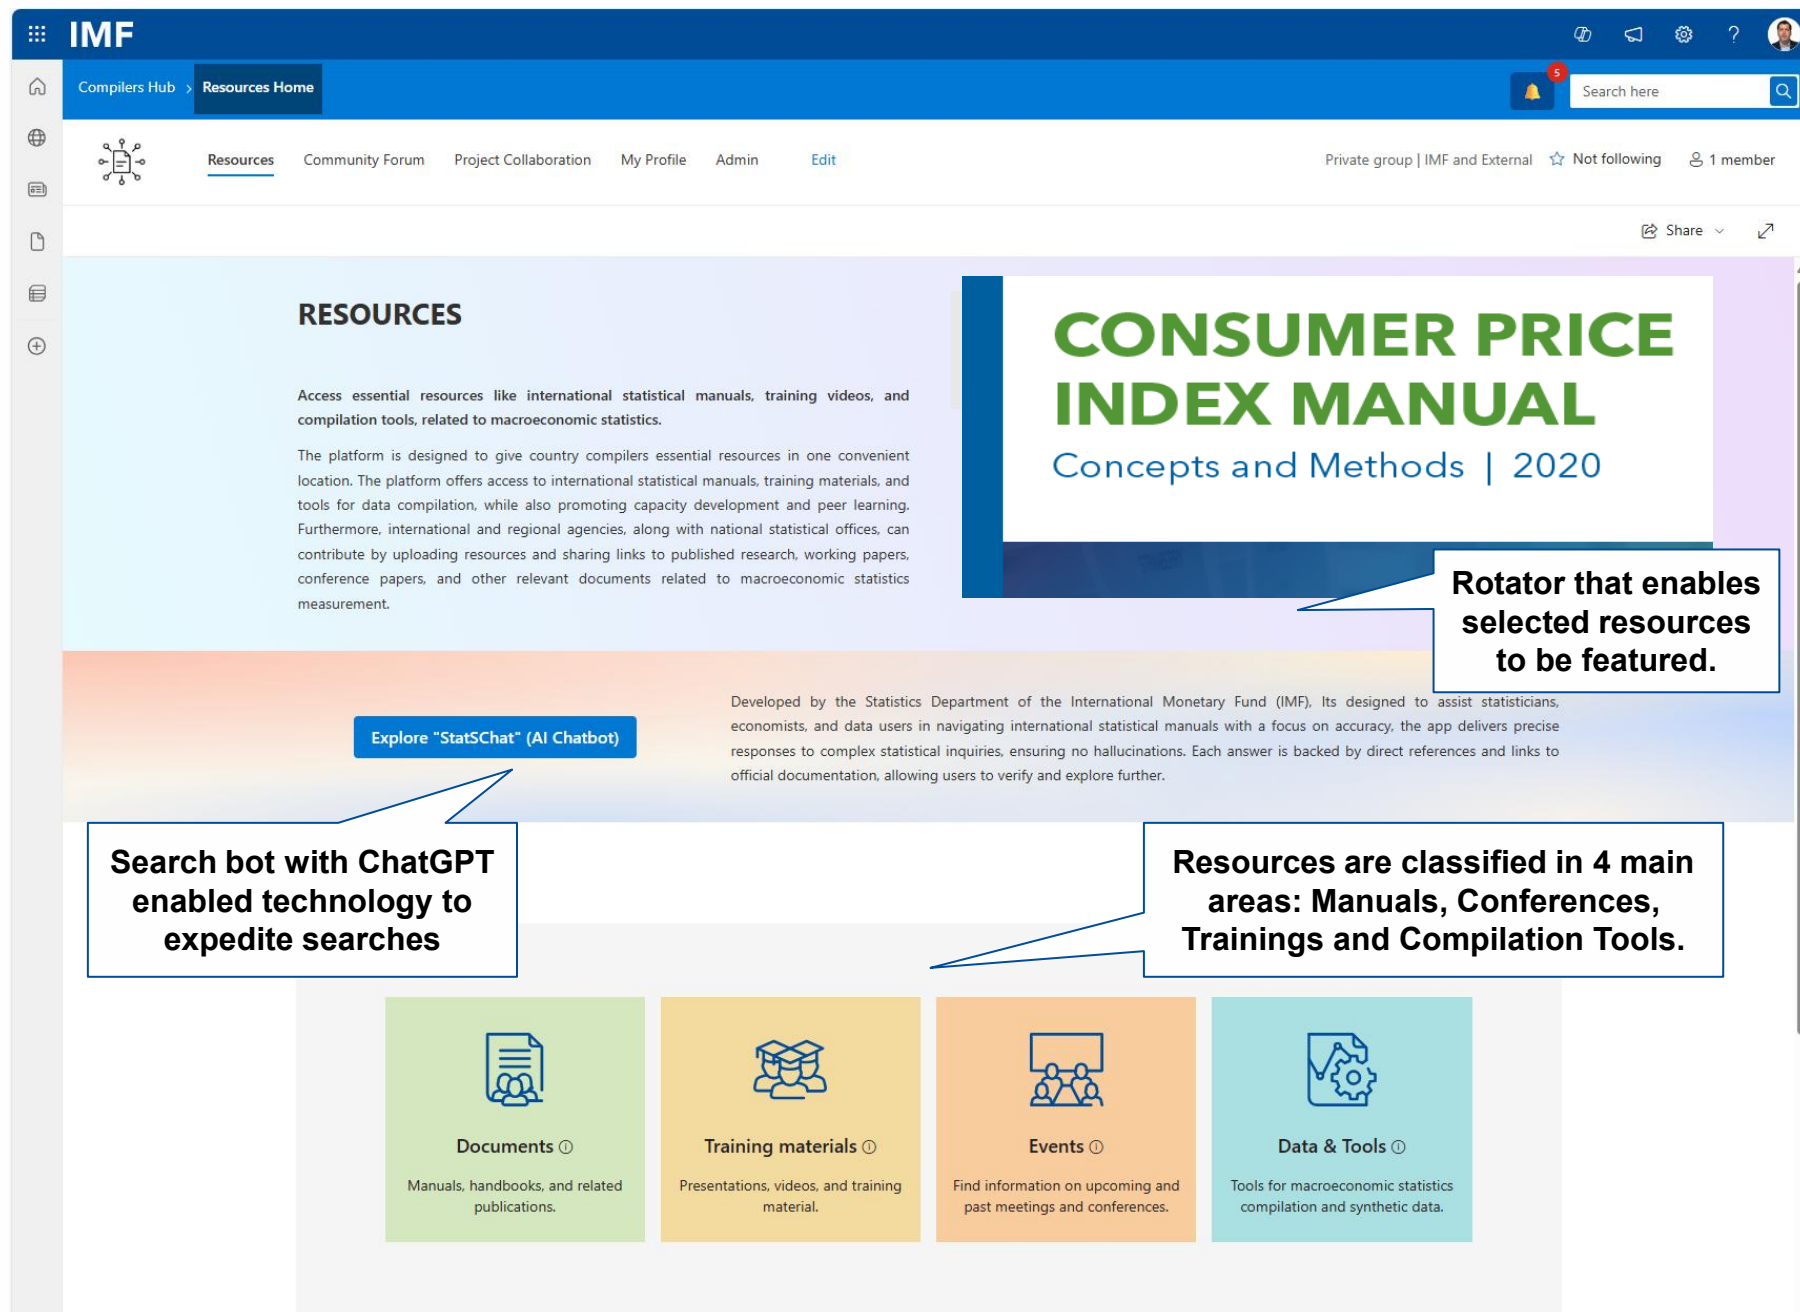 IMF
Compilers Hub > Resources Home
5
Search here
Resources Community Forum Project Collaboration My Profile Admin Edit
Private group | IMF and External Not following 1 member
Share
RESOURCES
Access essential resources like international statistical manuals, training videos, and
compilation tools, related to macroeconomic statistics.
The platform is designed to give country compilers essential resources in one convenient
location. The platform offers access to international statistical manuals, training materials, and
tools for data compilation, while also promoting capacity development and peer learning.
Furthermore, international and regional agencies, along with national statistical offices, can
contribute by uploading resources and sharing links to published research, working papers,
conference papers, and other relevant documents related to macroeconomic statistics
measurement.
CONSUMER PRICE
INDEX MANUAL
Concepts and Methods | 2020
Rotator that enables
selected resources
to be featured.
Explore "StatSChat" (AI Chatbot)
Developed by the Statistics Department of the International Monetary Fund (IMF), Its designed to assist statisticians,
economists, and data users in navigating international statistical manuals with a focus on accuracy, the app delivers precise
responses to complex statistical inquiries, ensuring no hallucinations. Each answer is backed by direct references and links to
official documentation, allowing users to verify and explore further.
Search bot with ChatGPT
enabled technology to
expedite searches
Resources are classified in 4 main
areas: Manuals, Conferences,
Trainings and Compilation Tools.
Documents
Manuals, handbooks, and related
publications.
Training materials
Presentations, videos, and training
material.
Events
Find information on upcoming and
past meetings and conferences.
Data & Tools
Tools for macroeconomic statistics
compilation and synthetic data.